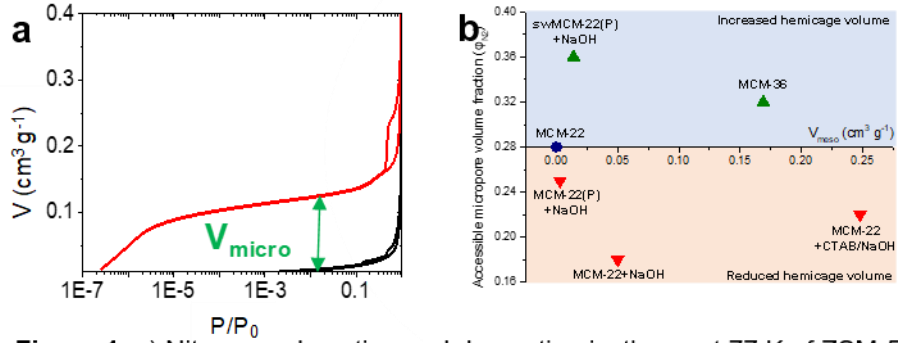 a
V (cm³ g⁻¹)
0.4
0.3
0.2
0.1
Vmicro
1E-7
1E-5
1E-3
0.1
P/P₀
b
Accessible micropore volume fraction (φN2)
0.40
0.36
0.32
0.28
0.24
0.20
0.16
Increased hemicage volume
swMCM-22(P)
+NaOH
MCM-36
MCM-22
Vmeso (cm³ g⁻¹)
0.00
0.05
0.10
0.15
0.20
0.25
MCM-22(P)
+NaOH
MCM-22+NaOH
MCM-22
+CTAB/NaOH
Reduced hemicage volume